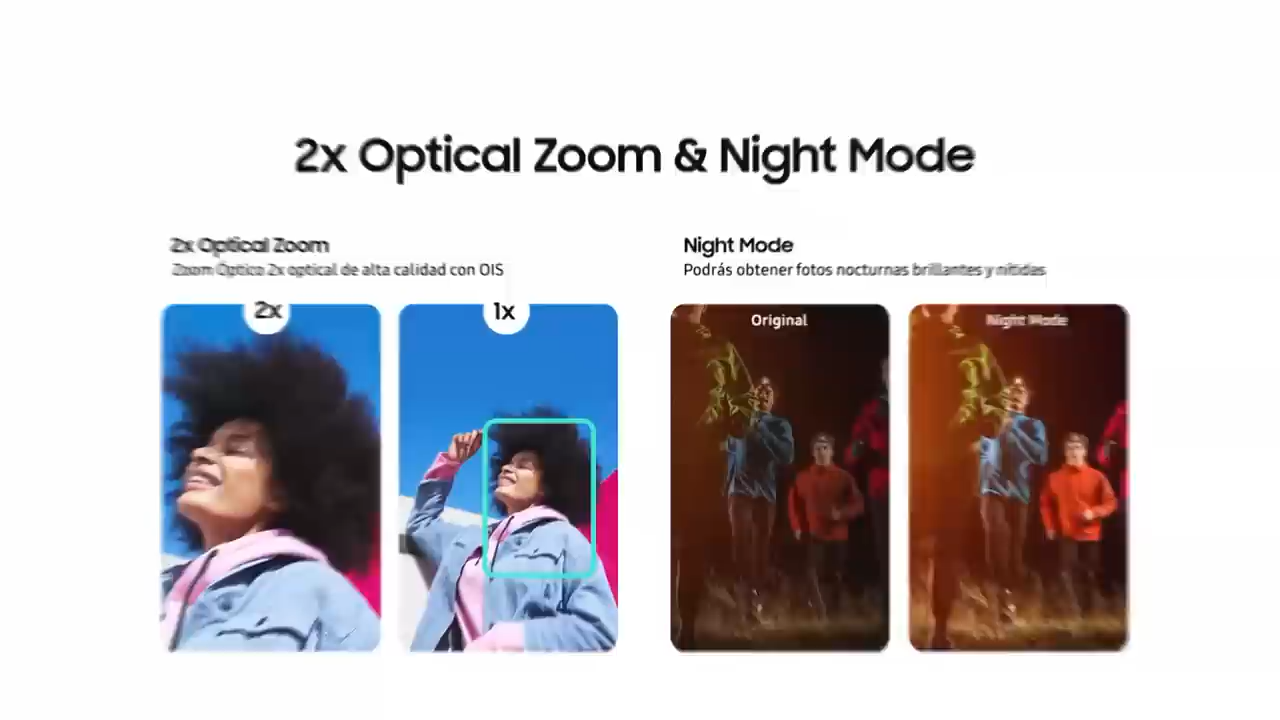 2x Optical Zoom & Night Mode
2x Optical Zoom
Zoom Óptico 2x optical de alta calidad con OIS
2x
1x
Night Mode
Podrás obtener fotos nocturnas brillantes y nítidas
Original
Night Mode